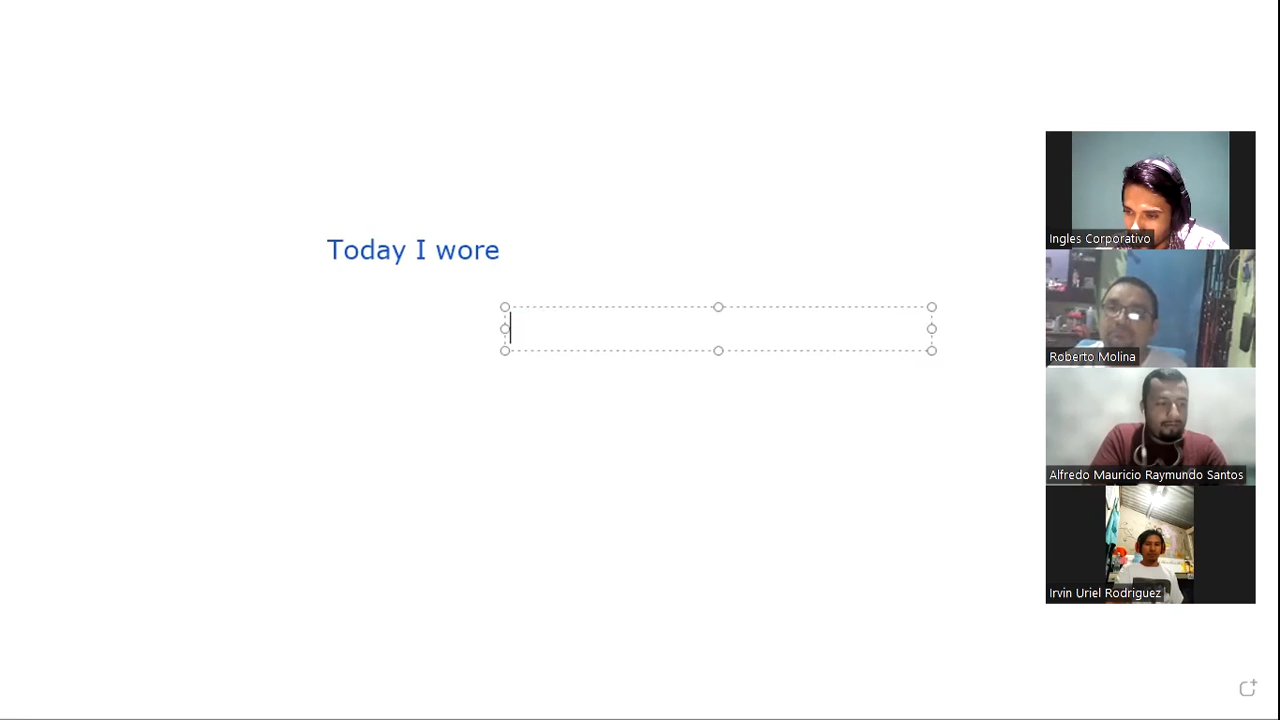 Today I wore
Ingles Corporativo
Roberto Molina
Alfredo Mauricio Raymundo Santos
Irvin Uriel Rodriguez